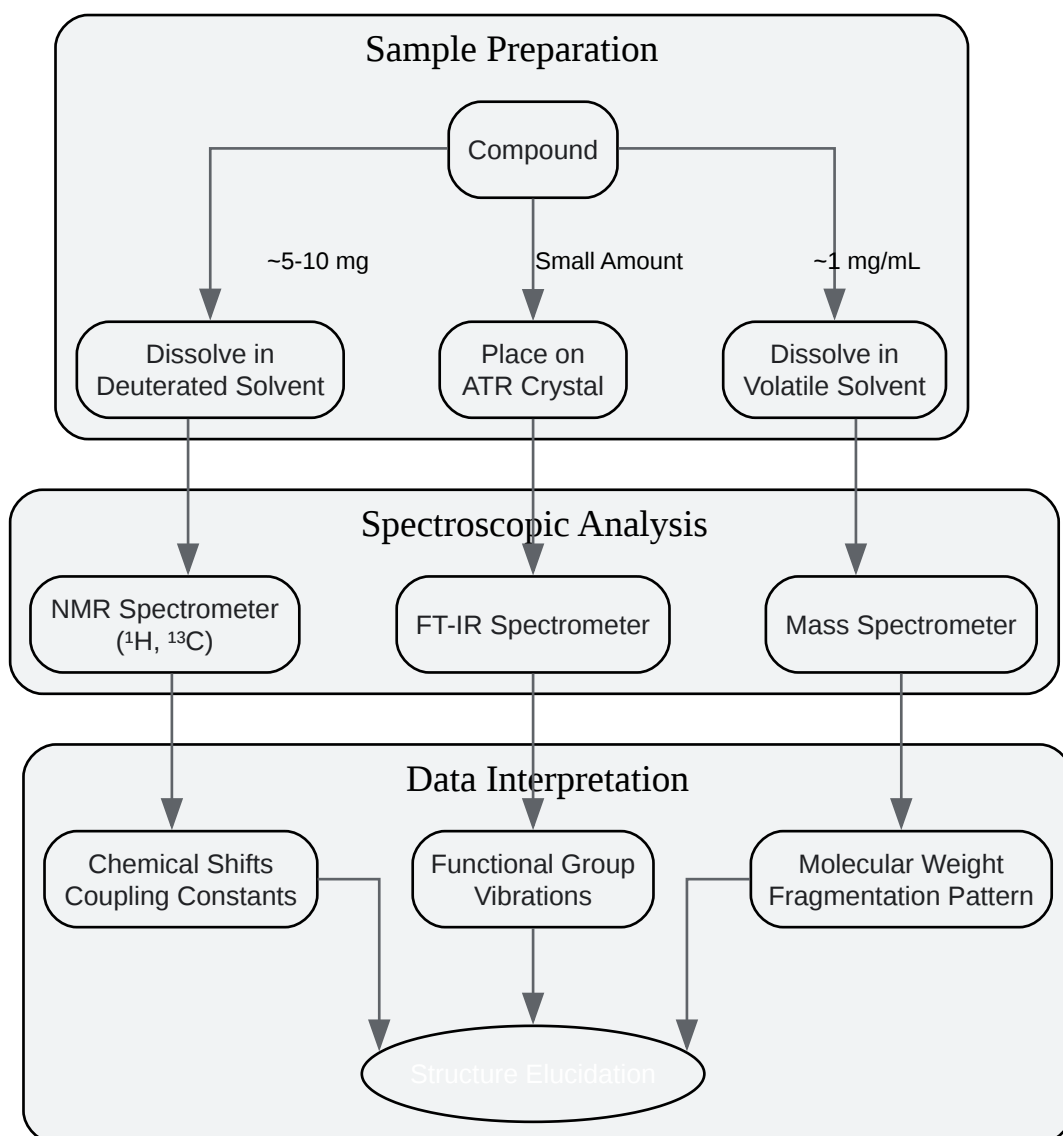 Sample Preparation
Compound
~5-10 mg
Small Amount
~1 mg/mL
Dissolve in
Deuterated Solvent
Place on
ATR Crystal
Dissolve in
Volatile Solvent
Spectroscopic Analysis
NMR Spectrometer
(¹H, ¹³C)
FT-IR Spectrometer
Mass Spectrometer
Data Interpretation
Chemical Shifts
Coupling Constants
Functional Group
Vibrations
Molecular Weight
Fragmentation Pattern
Structure Elucidation